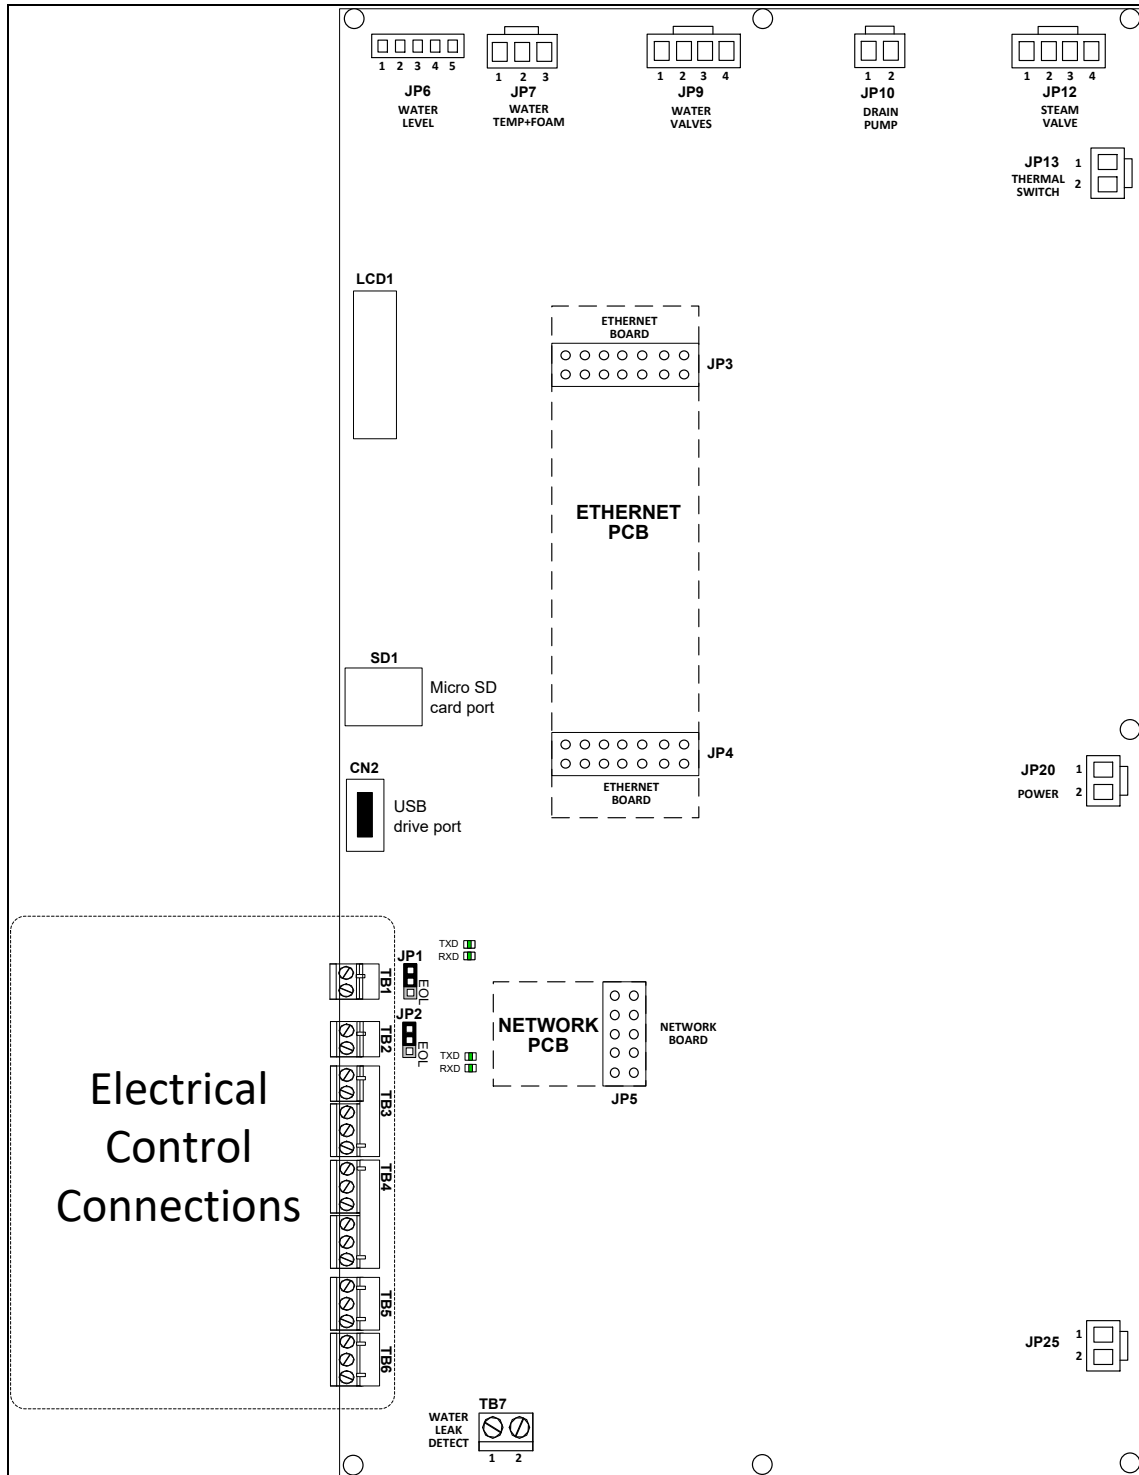 1 2 3 4 5
JP6
WATER
LEVEL
1 2 3
JP7
WATER
TEMP+FOAM
1 2 3 4
JP9
WATER
VALVES
1 2
JP10
DRAIN
PUMP
1 2 3 4
JP12
STEAM
VALVE
JP13
THERMAL
SWITCH
1
2
LCD1
ETHERNET
BOARD
JP3
ETHERNET
PCB
SD1
Micro SD
card port
JP4
ETHERNET
BOARD
CN2
USB
drive port
JP20
POWER
1
2
TB1
JP1
EOL
TXD
RXD
TB2
JP2
EOL
TXD
RXD
NETWORK
PCB
NETWORK
BOARD
JP5
Electrical
Control
Connections
TB3
TB4
TB5
TB6
JP25
1
2
TB7
WATER
LEAK
DETECT
1 2